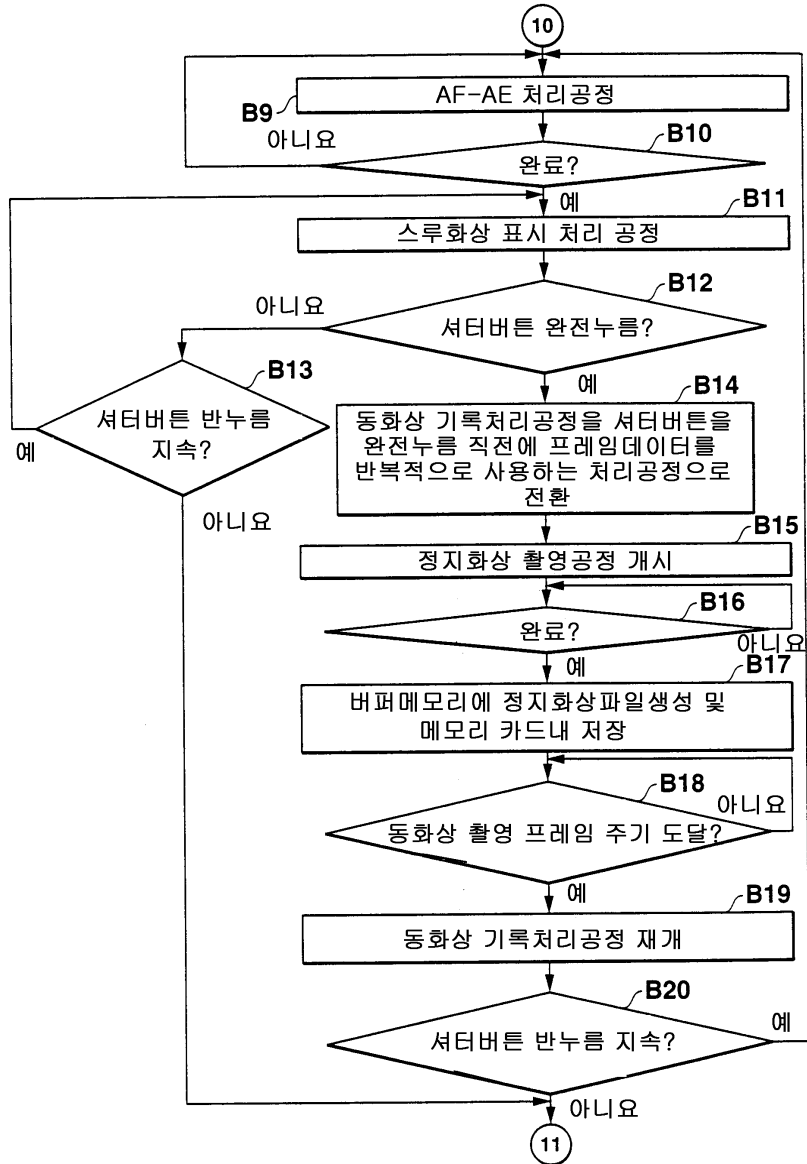 10
AF-AE 처리공정
B9
아니요
B10
완료?
예
B11
스루화상 표시 처리 공정
B12
아니요
셔터버튼 완전누름?
B13
예
B14
셔터버튼 반누름
지속?
예
아니요
동화상 기록처리공정을 셔터버튼을
완전누름 직전에 프레임데이터를
반복적으로 사용하는 처리공정으로
전환
B15
정지화상 촬영공정 개시
B16
완료?
아니요
예
B17
버퍼메모리에 정지화상파일생성 및
메모리 카드내 저장
B18
아니요
동화상 촬영 프레임 주기 도달?
예
B19
동화상 기록처리공정 재개
B20
예
셔터버튼 반누름 지속?
아니요
11